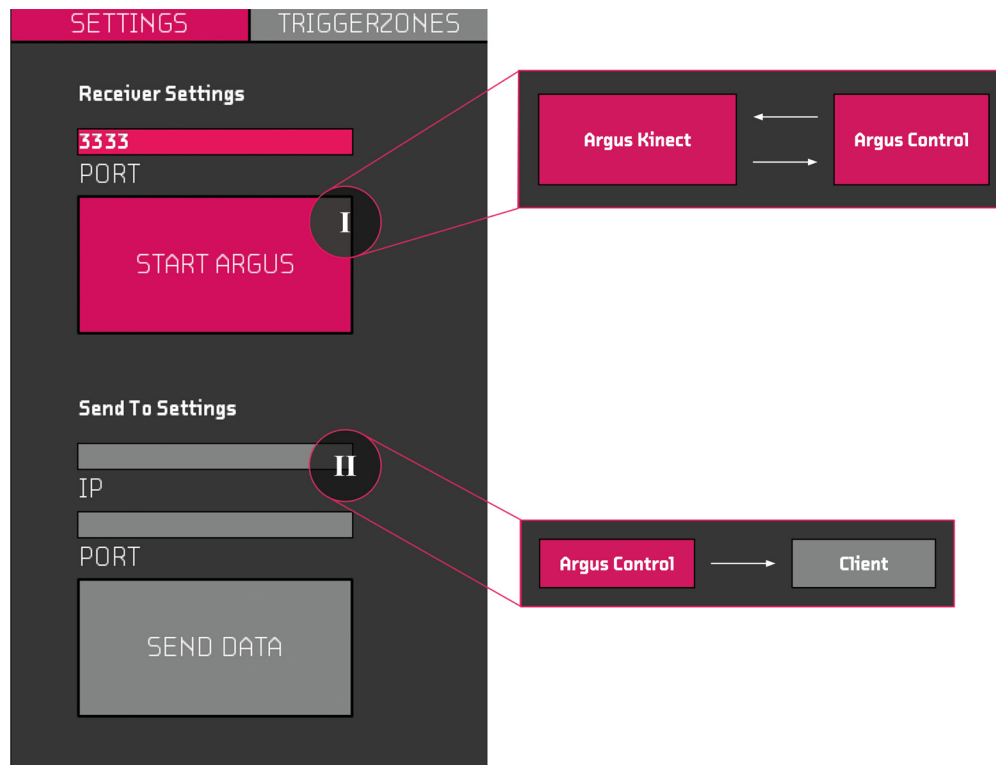 SETTINGS
TRIGGERZONES
Receiver Settings
3333
PORT
START ARGUS
I
Argus Kinect
Argus Control
Send To Settings
II
IP
PORT
SEND DATA
Argus Control
Client